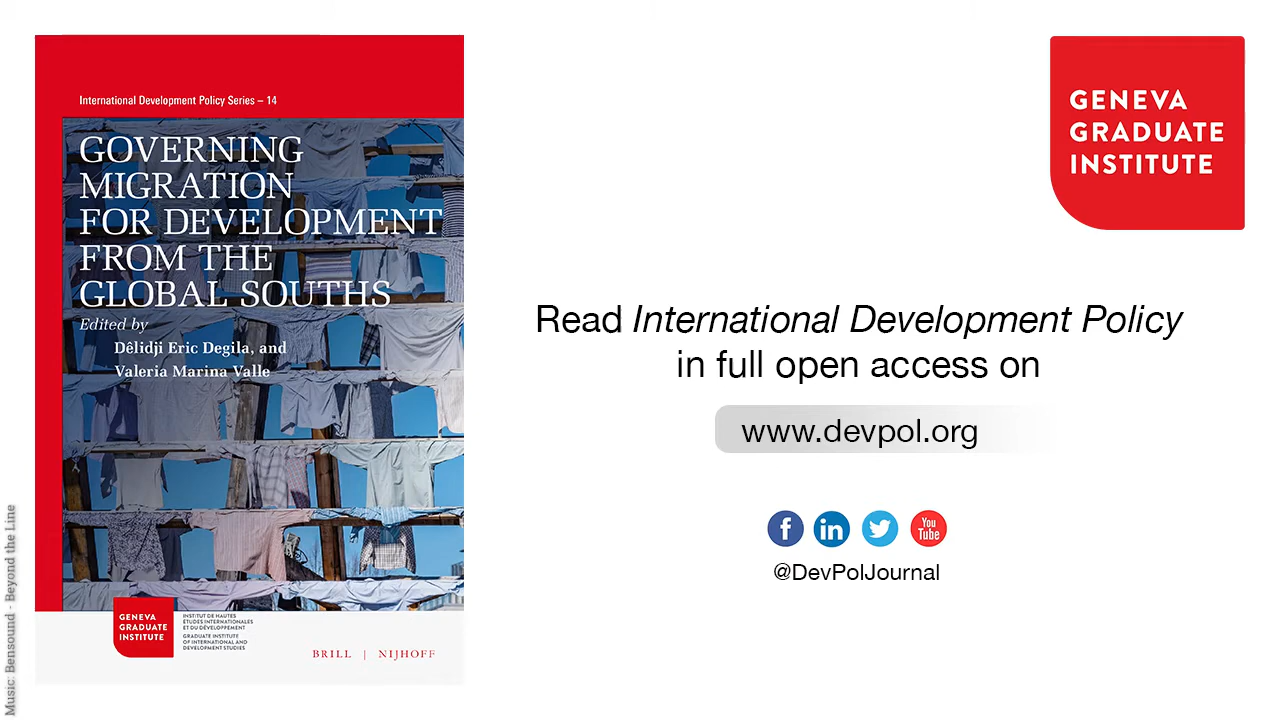 International Development Policy Series – 14
GOVERNING
MIGRATION
FOR DEVELOPMENT
FROM THE
GLOBAL SOUTHS
Edited by
Dêlidji Eric Degila, and
Valeria Marina Valle
GENEVA
GRADUATE
INSTITUTE
INSTITUT DE HAUTES
ÉTUDES INTERNATIONALES
ET DU DÉVELOPPEMENT
GRADUATE INSTITUTE
OF INTERNATIONAL AND
DEVELOPMENT STUDIES
BRILL | NIJHOFF
GENEVA
GRADUATE
INSTITUTE
Read International Development Policy
in full open access on
www.devpol.org
f
in
You
Tube
@DevPolJournal
Music: Bensound - Beyond the Line